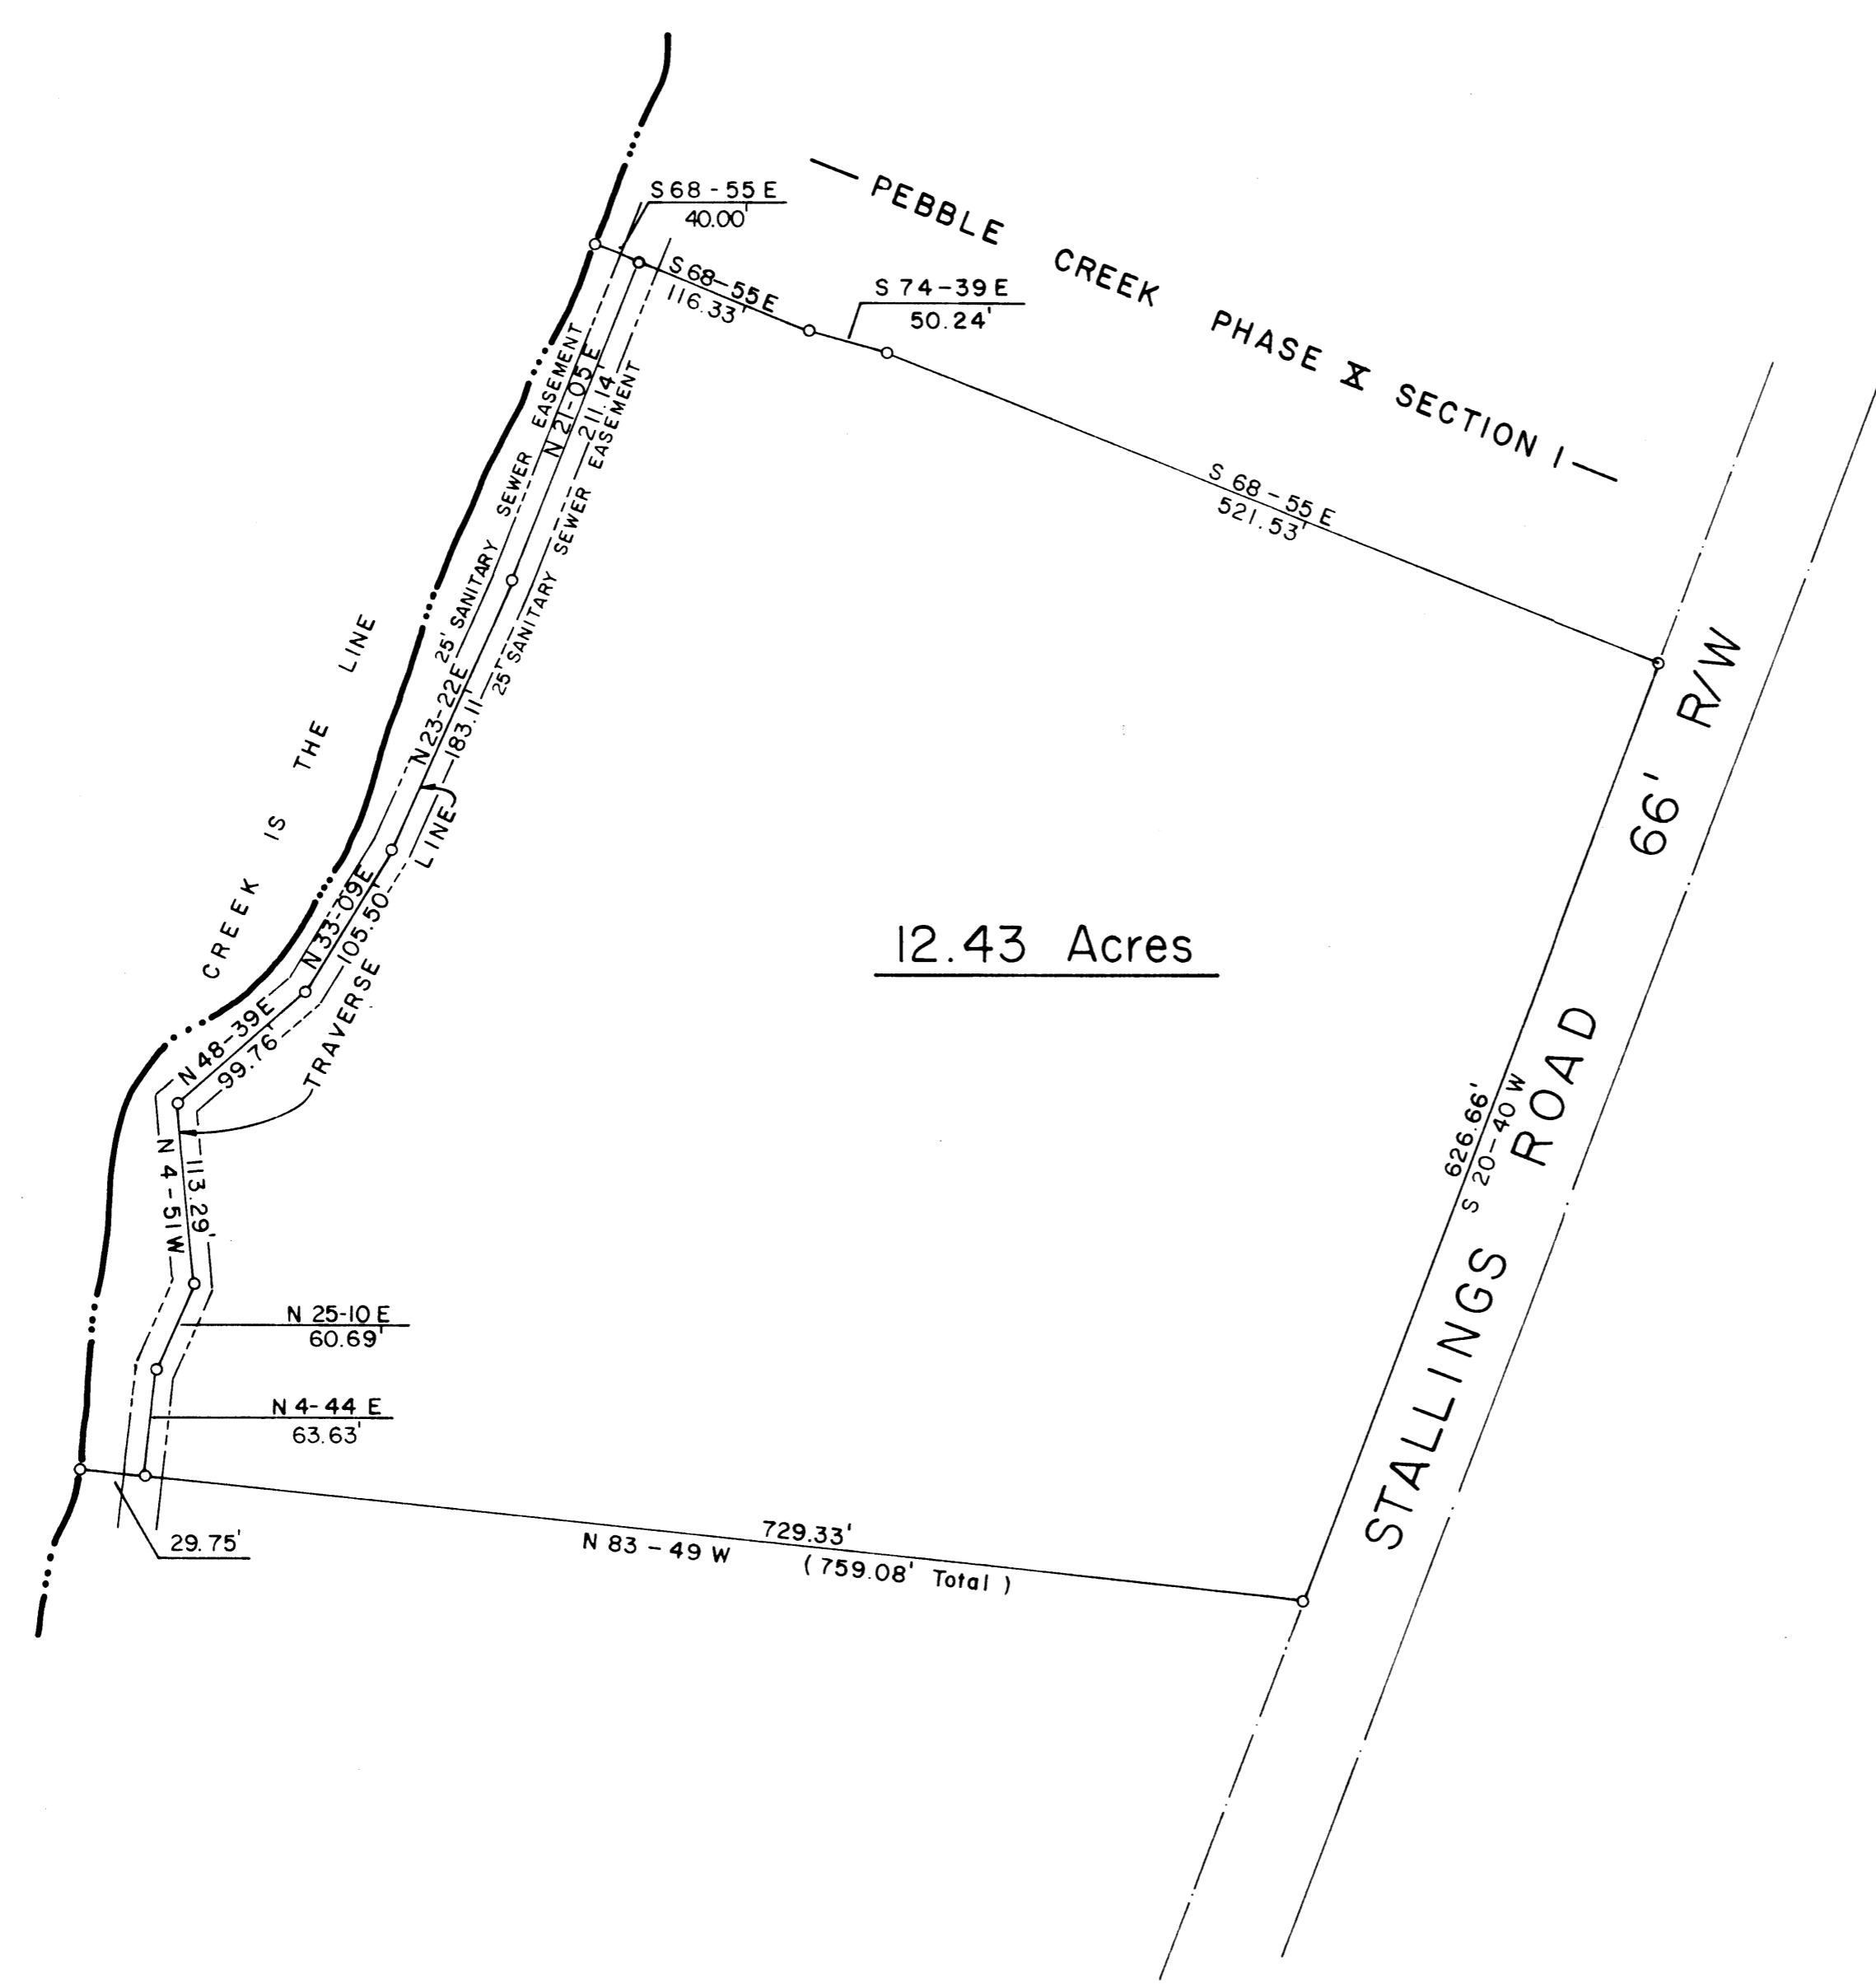 S 68-55 E
40.00'
— PEBBLE CREEK PHASE X SECTION I —
S 68-55 E
116.33'
S 74-39 E
50.24'
S 68-55 E
521.53'
25' SANITARY SEWER EASEMENT
N 21-05 E
211.14'
25' SANITARY SEWER EASEMENT
N 23-22 E
183.11'
CREEK IS THE LINE
N 33-09 E
105.50'
TRAVERSE LINE
N 48-39 E
99.76'
N 4-51 W
113.29'
N 25-10 E
60.69'
N 4-44 E
63.63'
29.75'
729.33'
N 83-49 W (759.08' Total)
12.43 Acres
626.66'
S 20-40 W
STALLINGS ROAD 66' R/W